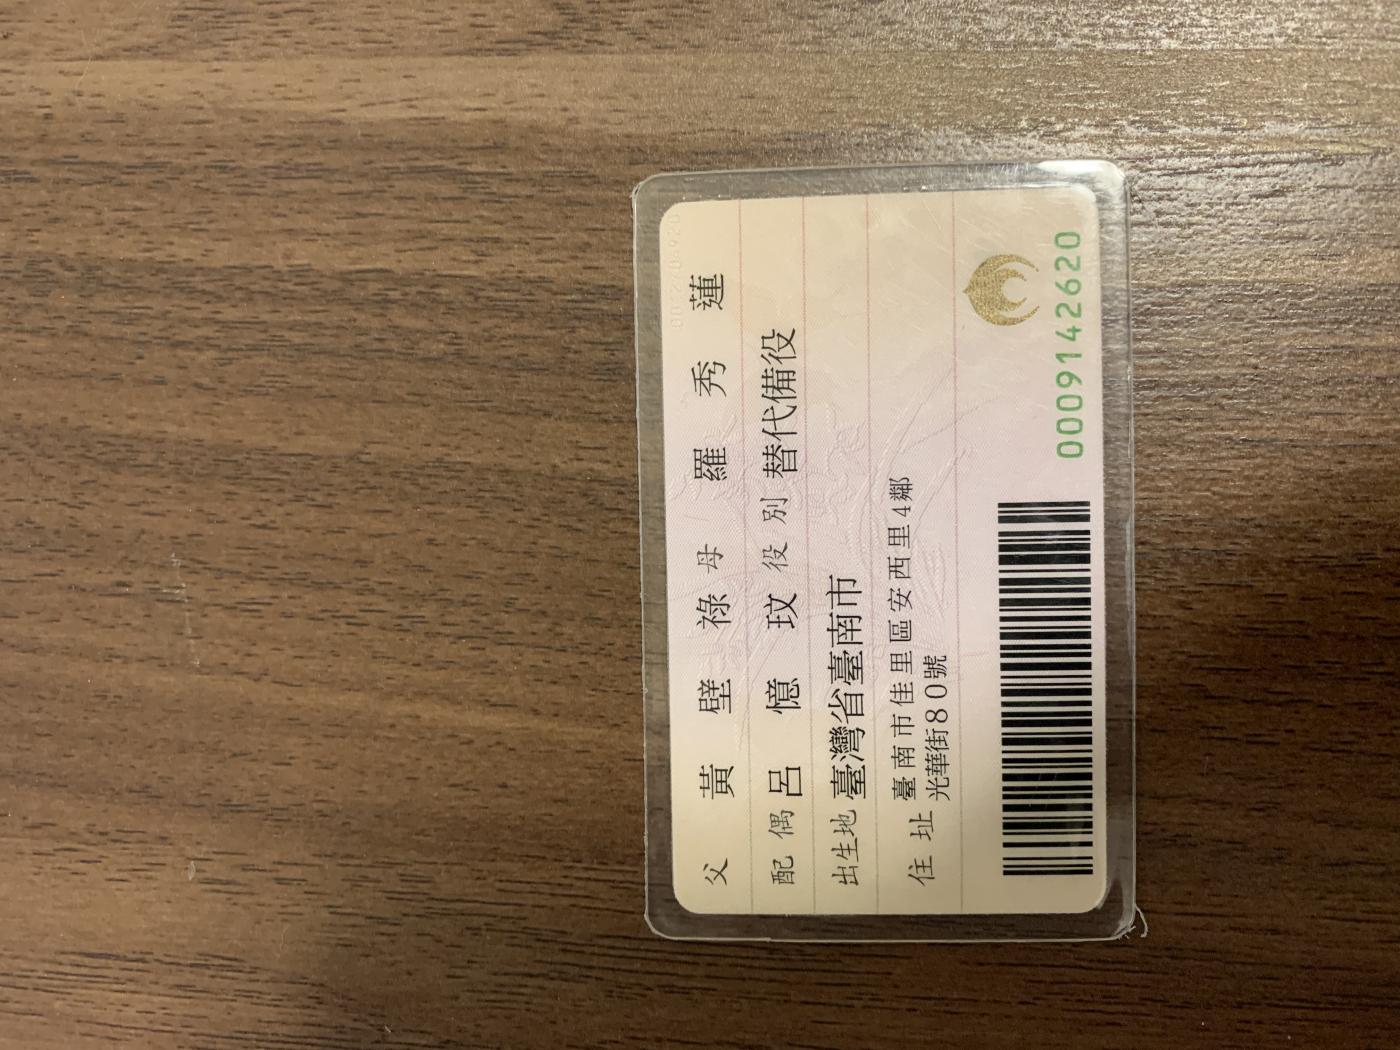 父 黃壁祿 母 羅秀蓮
配偶 呂憶玟 役別 替代備役
出生地 臺灣省臺南市
住址 臺南市佳里區安西里4鄰
光華街80號
0009142620